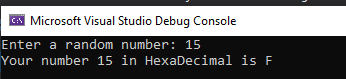 Microsoft Visual Studio Debug Console
Enter a random number: 15
Your number 15 in HexaDecimal is F